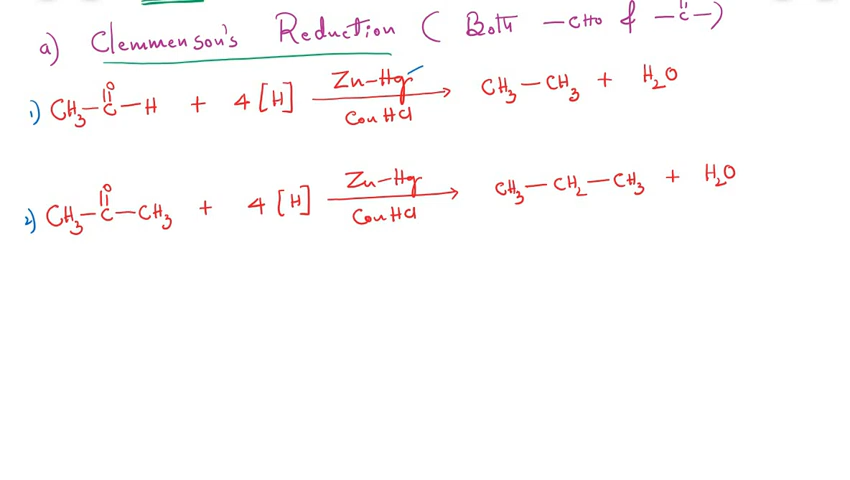 a) Clemmenson's Reduction ( Both —CHO & —C̈—)
1) CH₃—C(=O)—H + 4[H] Zn–Hg / Con HCl → CH₃—CH₃ + H₂O
2) CH₃—C(=O)—CH₃ + 4[H] Zn–Hg / Con HCl → CH₃—CH₂—CH₃ + H₂O